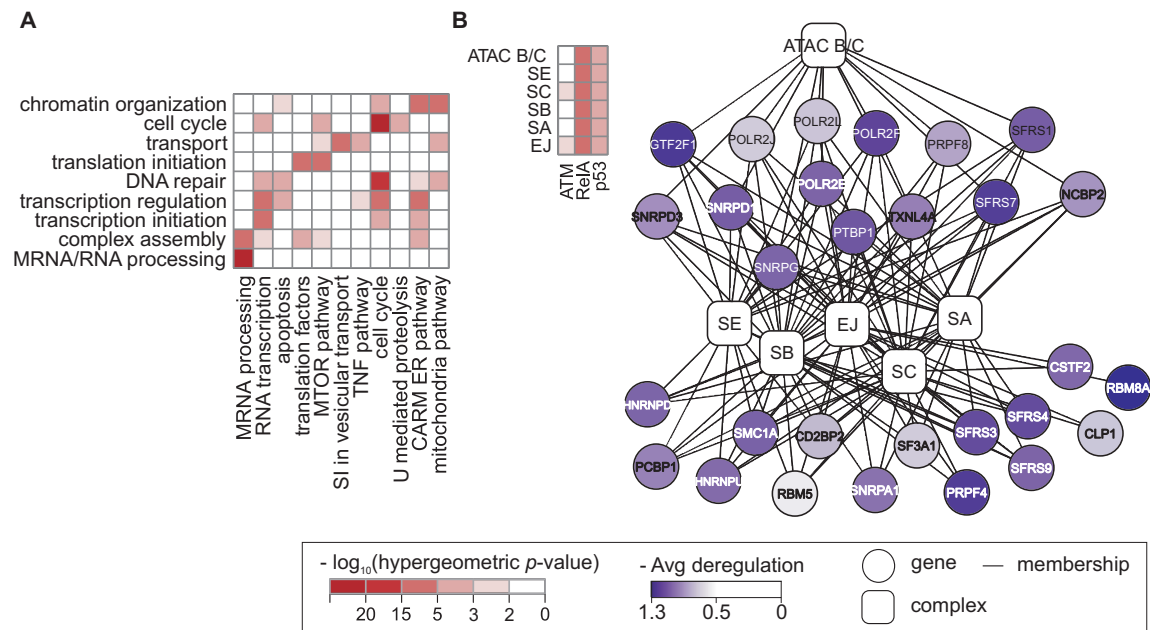 A
B
chromatin organization
cell cycle
transport
translation initiation
DNA repair
transcription regulation
transcription initiation
complex assembly
MRNA/RNA processing
MRNA processing
RNA transcription
apoptosis
translation factors
MTOR pathway
SI in vesicular transport
TNF pathway
cell cycle
U mediated proteolysis
CARM ER pathway
mitochondria pathway
ATAC B/C
SE
SC
SB
SA
EJ
ATM
RelA
p53
ATAC B/C
GTF2F1
POLR2J
POLR2L
POLR2F
PRPF8
SFRS1
SNRPD3
SNRPD1
POLR2E
PTBP1
TXNL4A
SFRS7
NCBP2
SNRPG
SE
SB
EJ
SC
SA
CSTF2
RBM8A
HNRNPD
SMC1A
CD2BP2
SF3A1
SFRS3
SFRS4
CLP1
PCBP1
HNRNPU
RBM5
SNRPA1
PRPF4
SFRS9
- log10(hypergeometric p-value)
20 15 5 3 2 0
- Avg deregulation
1.3 0.5 0
gene
membership
complex